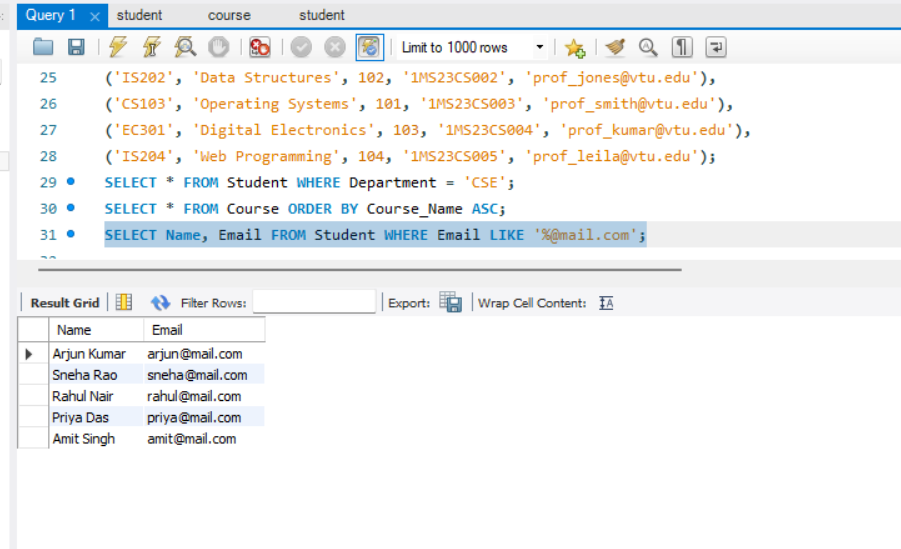 Query 1 student course student
Limit to 1000 rows
25 ('IS202', 'Data Structures', 102, '1MS23CS002', 'prof_jones@vtu.edu'),
26 ('CS103', 'Operating Systems', 101, '1MS23CS003', 'prof_smith@vtu.edu'),
27 ('EC301', 'Digital Electronics', 103, '1MS23CS004', 'prof_kumar@vtu.edu'),
28 ('IS204', 'Web Programming', 104, '1MS23CS005', 'prof_leila@vtu.edu');
29 SELECT * FROM Student WHERE Department = 'CSE';
30 SELECT * FROM Course ORDER BY Course_Name ASC;
31 SELECT Name, Email FROM Student WHERE Email LIKE '%@mail.com';
Result Grid Filter Rows: Export: Wrap Cell Content:
Name Email
Arjun Kumar arjun@mail.com
Sneha Rao sneha@mail.com
Rahul Nair rahul@mail.com
Priya Das priya@mail.com
Amit Singh amit@mail.com